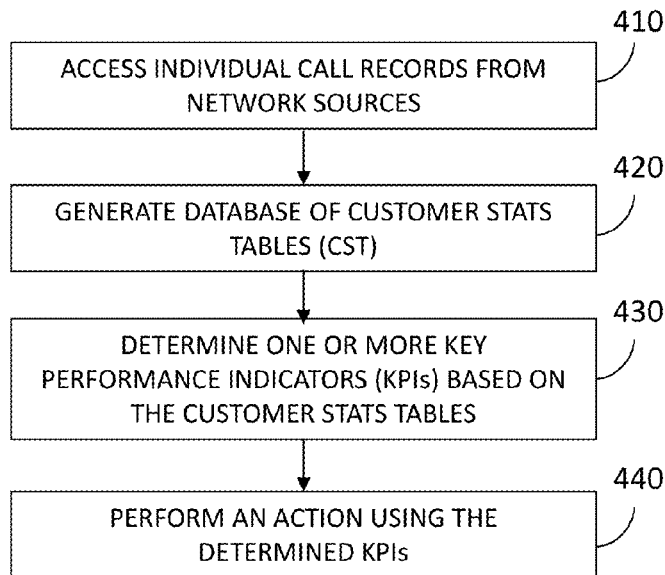 410
ACCESS INDIVIDUAL CALL RECORDS FROM
NETWORK SOURCES
420
GENERATE DATABASE OF CUSTOMER STATS
TABLES (CST)
430
DETERMINE ONE OR MORE KEY
PERFORMANCE INDICATORS (KPIs) BASED ON
THE CUSTOMER STATS TABLES
440
PERFORM AN ACTION USING THE
DETERMINED KPIs